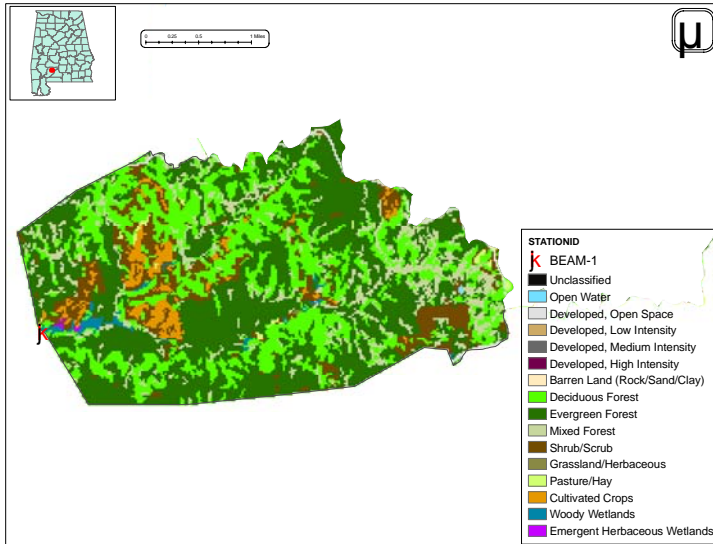 0 0.25 0.5 1 Miles
µ
STATIONID
jk BEAM-1
Unclassified
Open Water
Developed, Open Space
Developed, Low Intensity
Developed, Medium Intensity
Developed, High Intensity
Barren Land (Rock/Sand/Clay)
Deciduous Forest
Evergreen Forest
Mixed Forest
Shrub/Scrub
Grassland/Herbaceous
Pasture/Hay
Cultivated Crops
Woody Wetlands
Emergent Herbaceous Wetlands
jk